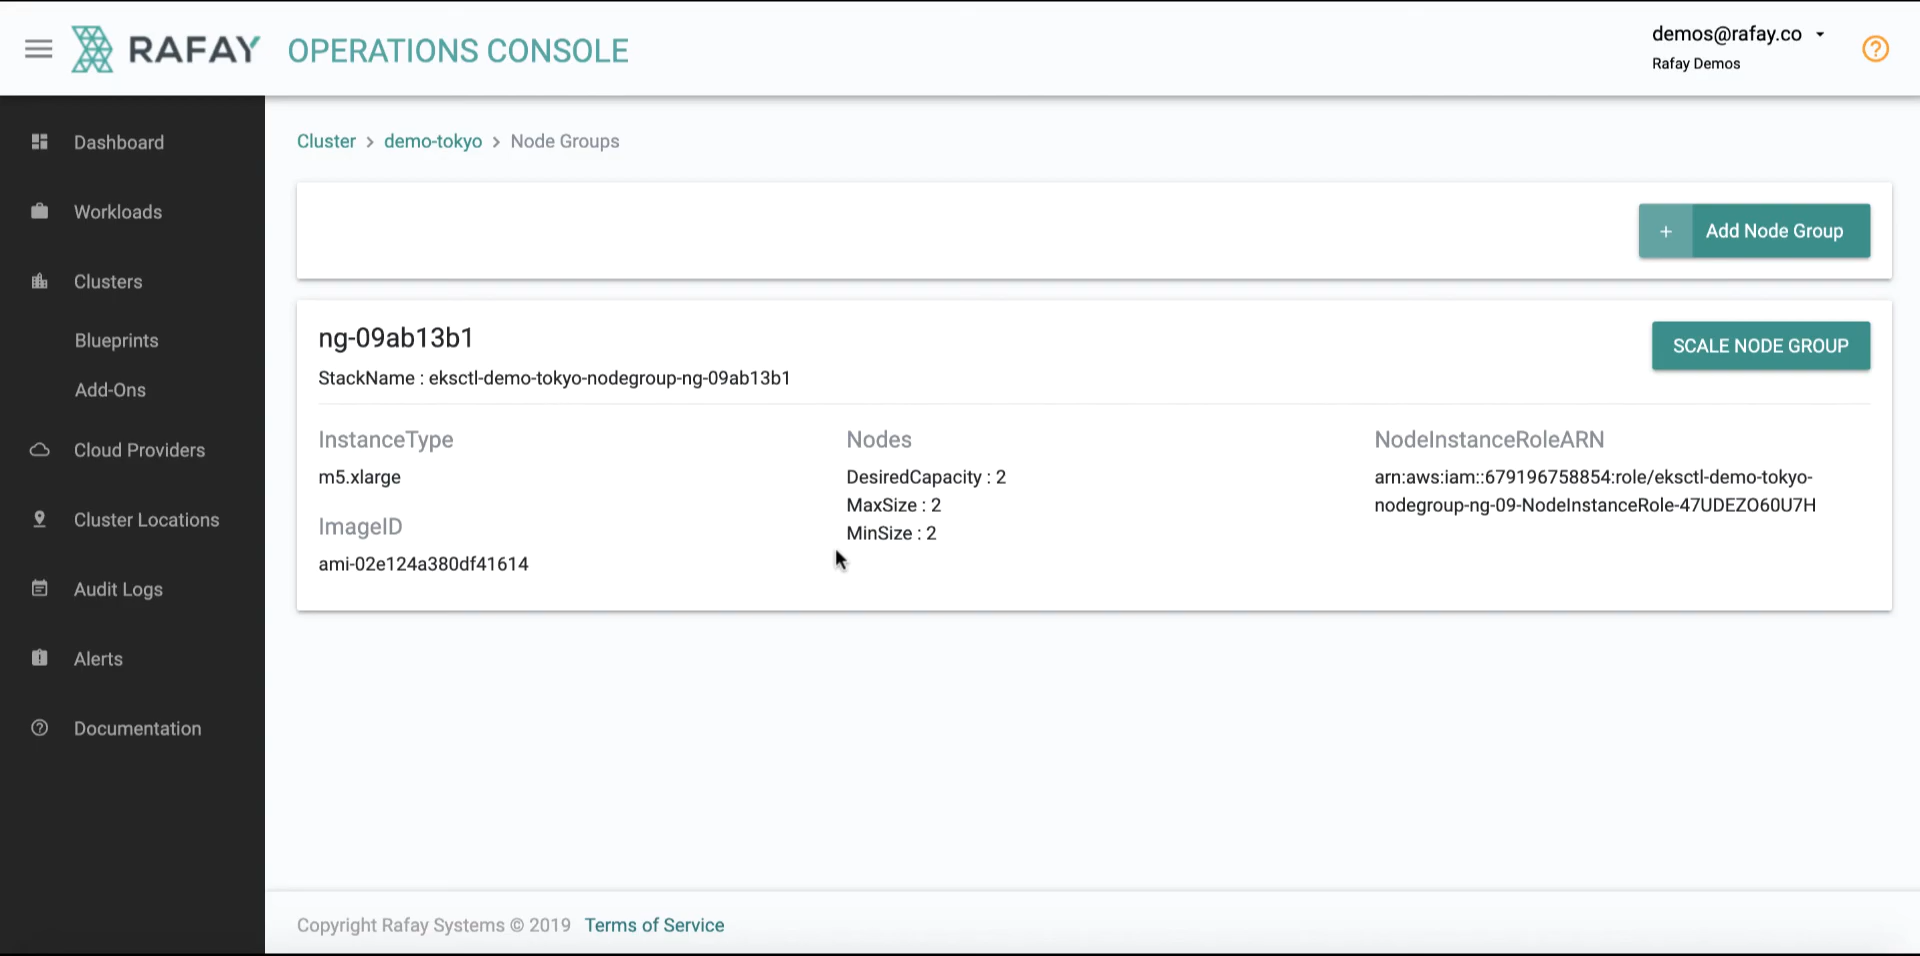 RAFAY OPERATIONS CONSOLE
demos@rafay.co
Rafay Demos
Dashboard
Workloads
Clusters
Blueprints
Add-Ons
Cloud Providers
Cluster Locations
Audit Logs
Alerts
Documentation
Cluster > demo-tokyo > Node Groups
+ Add Node Group
ng-09ab13b1
SCALE NODE GROUP
StackName : eksctl-demo-tokyo-nodegroup-ng-09ab13b1
InstanceType
m5.xlarge
ImageID
ami-02e124a380df41614
Nodes
DesiredCapacity : 2
MaxSize : 2
MinSize : 2
NodeInstanceRoleARN
arn:aws:iam::679196758854:role/eksctl-demo-tokyo-
nodegroup-ng-09-NodeInstanceRole-47UDEZO60U7H
Copyright Rafay Systems © 2019 Terms of Service